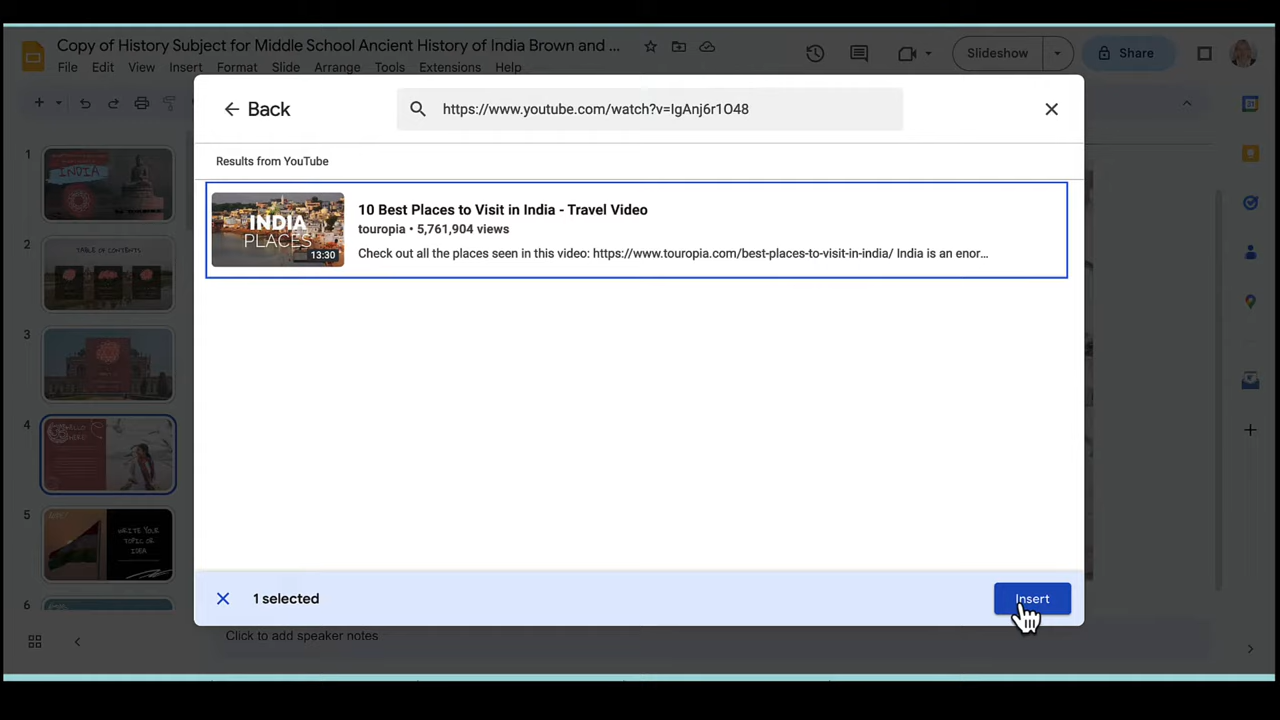 Copy of History Subject for Middle School Ancient History of India Brown and ...
File Edit View Insert Format Slide Arrange Tools Extensions Help
Slideshow
Share
Back
https://www.youtube.com/watch?v=IgAnj6r1O48
Results from YouTube
10 Best Places to Visit in India - Travel Video
touropia • 5,761,904 views
Check out all the places seen in this video: https://www.touropia.com/best-places-to-visit-in-india/ India is an enor...
INDIA
PLACES
13:30
1
INDIA
2
TABLE OF CONTENTS
3
4
HELLO
HERE!
5
WRITE YOUR
TOPIC OR
IDEA
6
1 selected
Insert
Click to add speaker notes